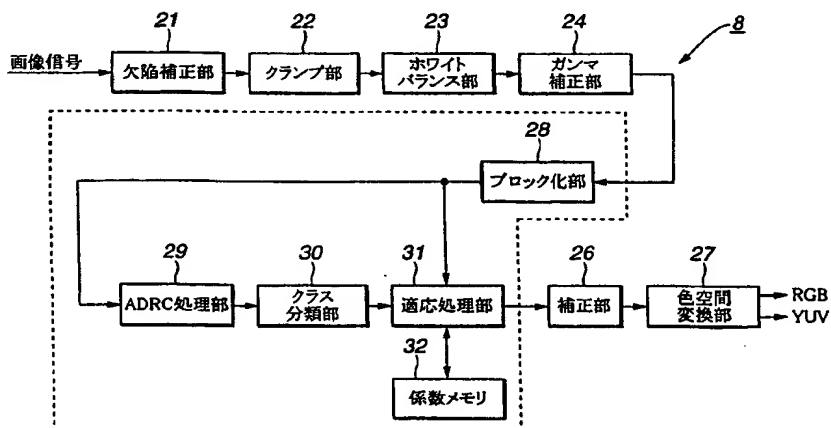 21
22
23
24
8
画像信号
欠陥補正部
クランプ部
ホワイト
バランス部
ガンマ
補正部
28
ブロック化部
29
30
31
26
27
ADRC処理部
クラス
分類部
適応処理部
補正部
色空間
変換部
RGB
YUV
32
係数メモリ